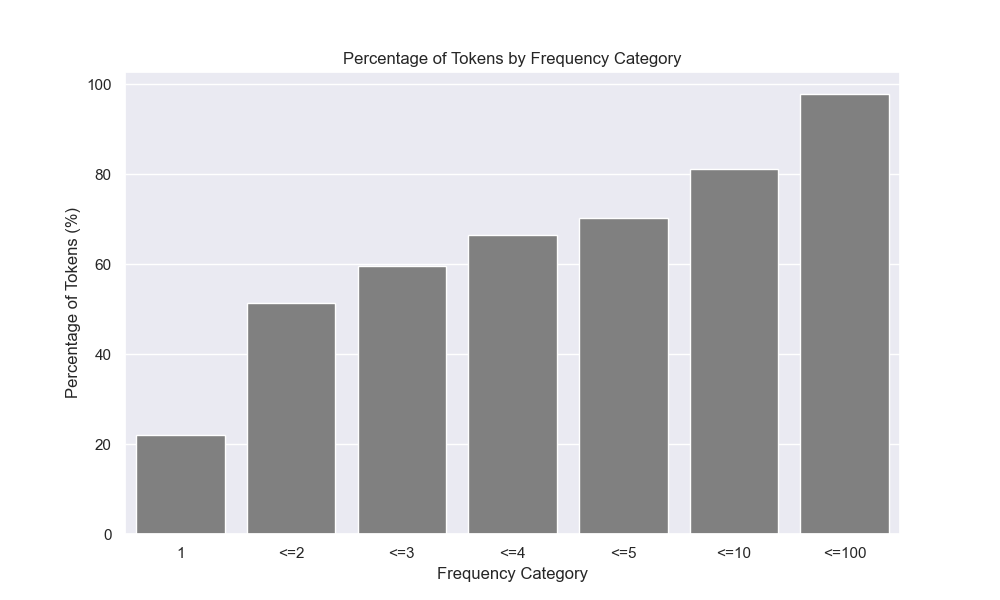 Percentage of Tokens by Frequency Category
Percentage of Tokens (%)
100
80
60
40
20
0
1 <=2 <=3 <=4 <=5 <=10 <=100
Frequency Category